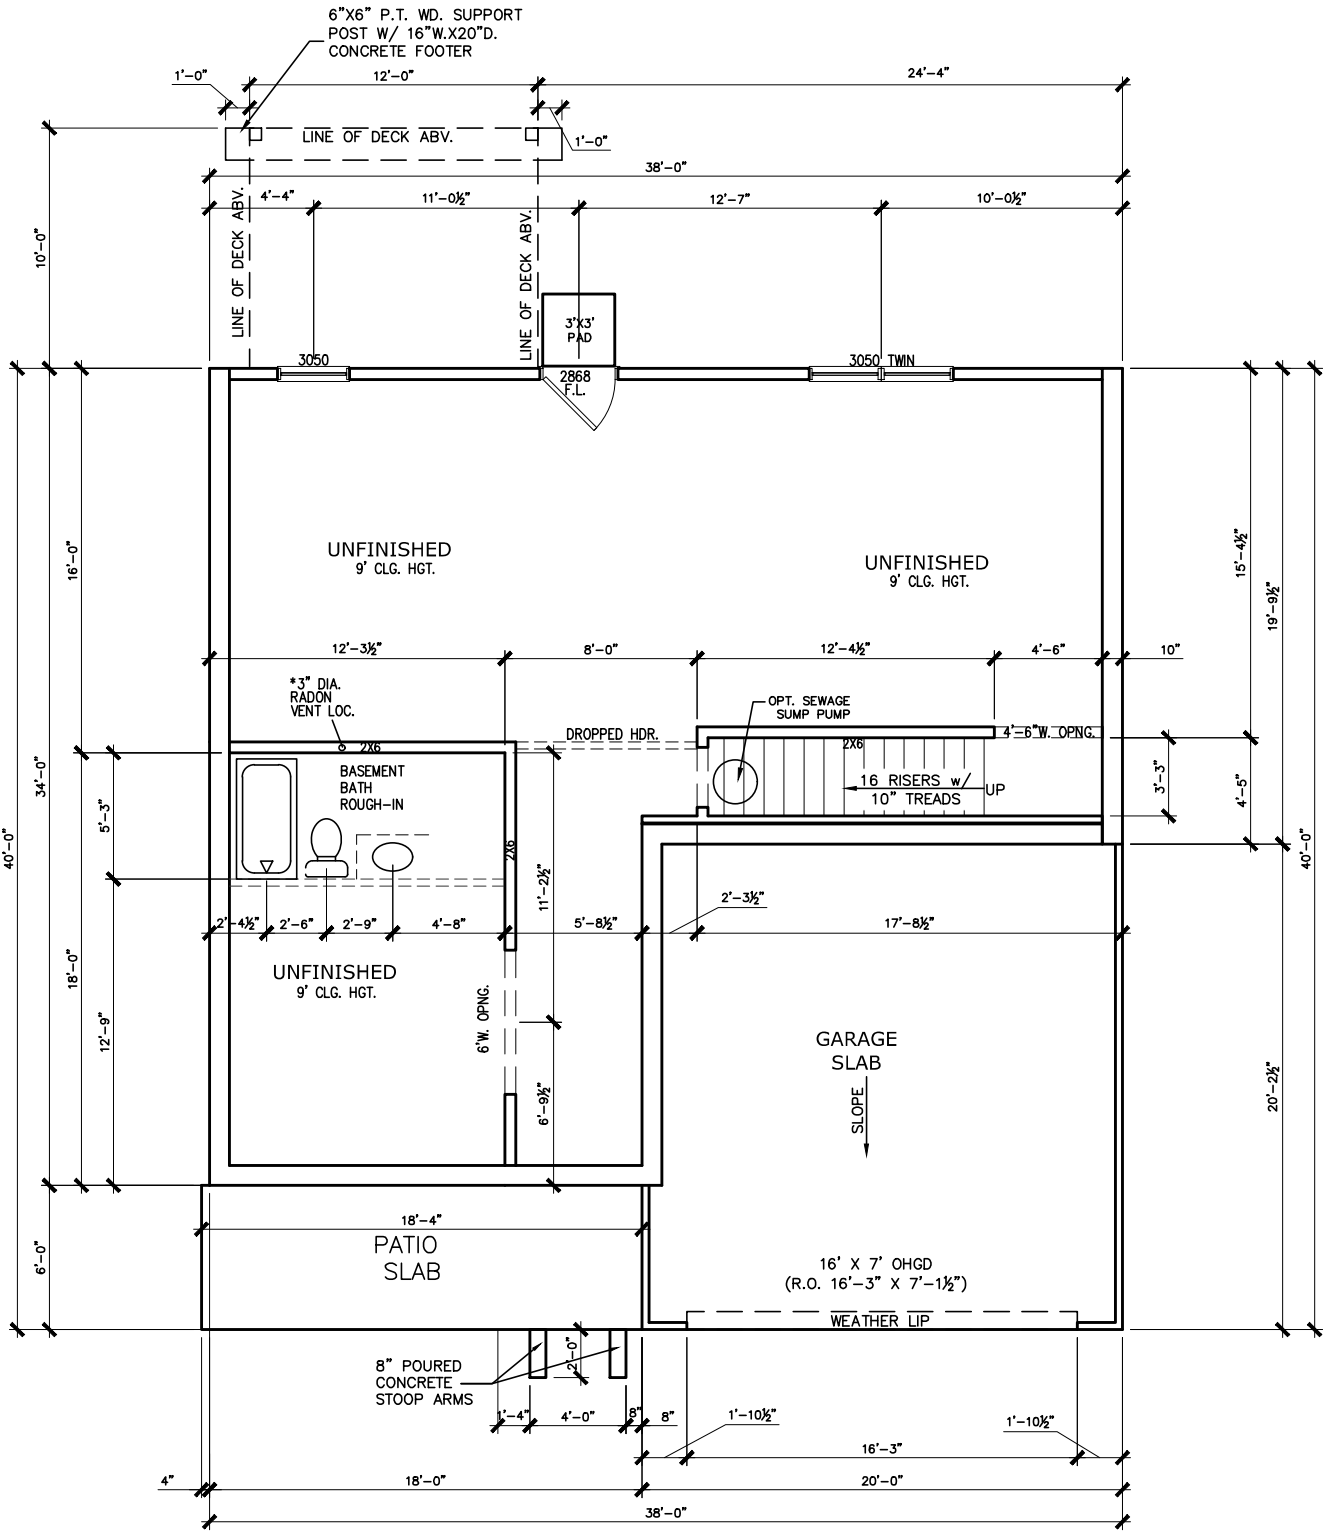 6"X6" P.T. WD. SUPPORT
POST W/ 16"W.X20"D.
CONCRETE FOOTER
1'-0"
12'-0"
24'-4"
LINE OF DECK ABV.
1'-0"
38'-0"
4'-4"
11'-0½"
12'-7"
10'-0½"
10'-0"
LINE OF DECK ABV.
LINE OF DECK ABV.
3'X3'
PAD
3050
2868
F.L.
3050 TWIN
40'-0"
34'-0"
16'-0"
UNFINISHED
9' CLG. HGT.
UNFINISHED
9' CLG. HGT.
15'-4½"
19'-9½"
40'-0"
12'-3½"
8'-0"
12'-4½"
4'-6"
10"
*3" DIA.
RADON
VENT LOC.
2X6
DROPPED HDR.
OPT. SEWAGE
SUMP PUMP
4'-6"W. OPNG.
2X6
BASEMENT
BATH
ROUGH-IN
16 RISERS w/
10" TREADS
UP
3'-3"
4'-5"
5'-3"
2X6
11'-2½"
2'-3½"
2'-4½"
2'-6"
2'-9"
4'-8"
5'-8½"
17'-8½"
18'-0"
12'-9"
UNFINISHED
9' CLG. HGT.
6'W. OPNG.
6'-9½"
GARAGE
SLAB
SLOPE
20'-2½"
18'-4"
PATIO
SLAB
6'-0"
16' X 7' OHGD
(R.O. 16'-3" X 7'-1½")
WEATHER LIP
8" POURED
CONCRETE
STOOP ARMS
2'-0"
1'-4"
4'-0"
8"
8"
1'-10½"
1'-10½"
16'-3"
4"
18'-0"
20'-0"
38'-0"